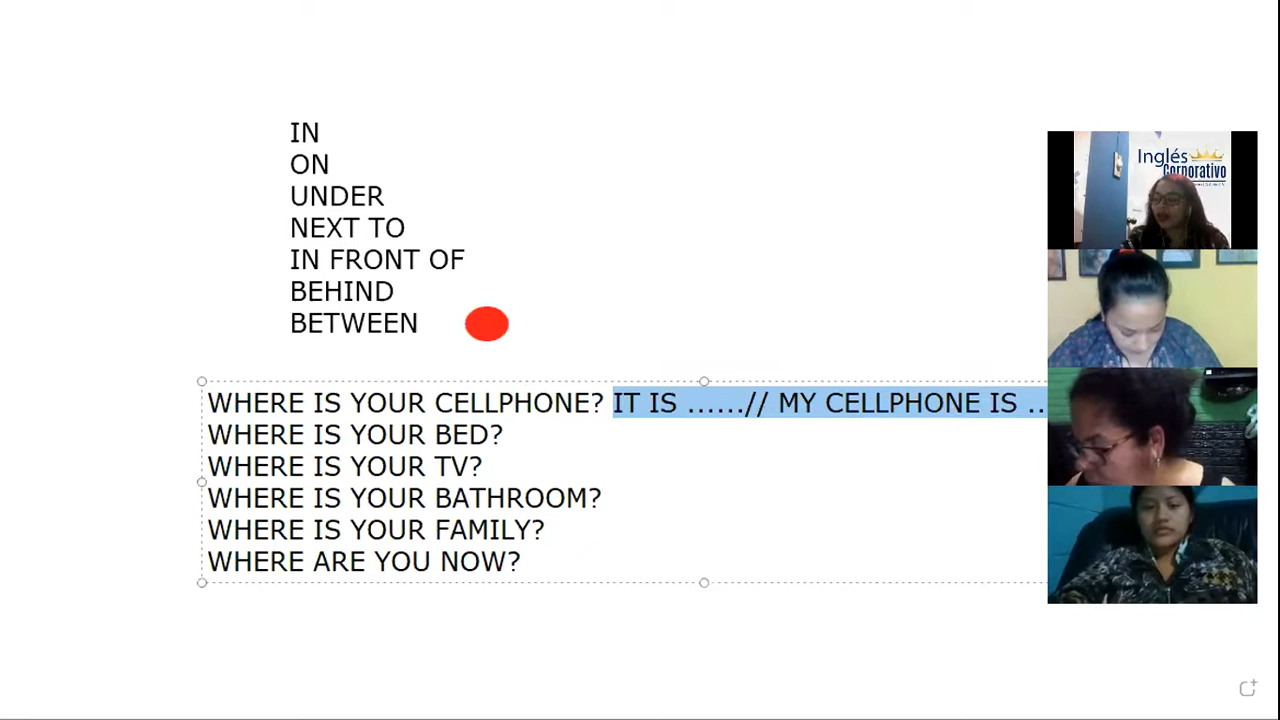 IN
ON
UNDER
NEXT TO
IN FRONT OF
BEHIND
BETWEEN
WHERE IS YOUR CELLPHONE? IT IS ......// MY CELLPHONE IS ..
WHERE IS YOUR BED?
WHERE IS YOUR TV?
WHERE IS YOUR BATHROOM?
WHERE IS YOUR FAMILY?
WHERE ARE YOU NOW?
Inglés
Corporativo